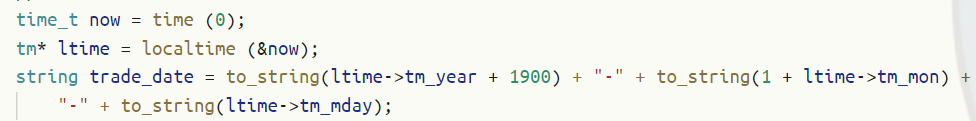 time_t now = time (0);
tm* ltime = localtime (&now);
string trade_date = to_string(ltime->tm_year + 1900) + "-" + to_string(1 + ltime->tm_mon) +
"-" + to_string(ltime->tm_mday);